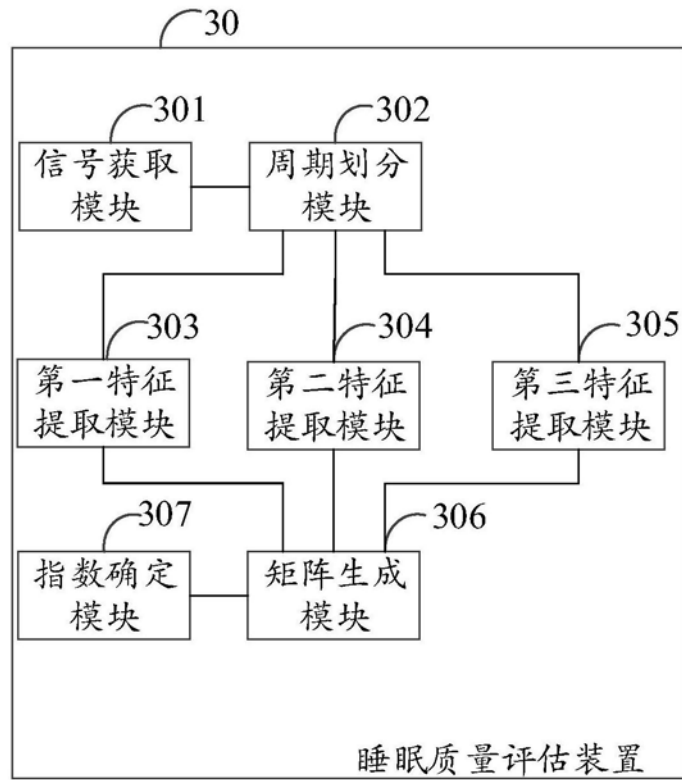 30
301
302
信号获取
模块
周期划分
模块
303
304
305
第一特征
提取模块
第二特征
提取模块
第三特征
提取模块
307
306
指数确定
模块
矩阵生成
模块
睡眠质量评估装置